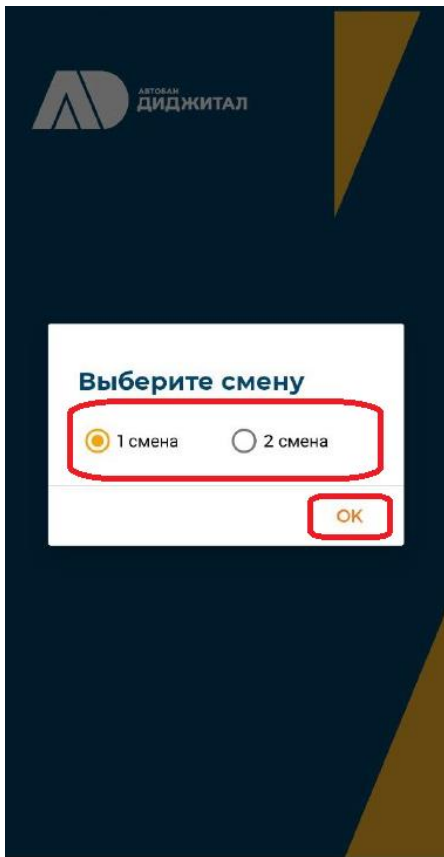 АВТОБАН
ДИДЖИТАЛ
Выберите смену
1 смена
2 смена
ОК